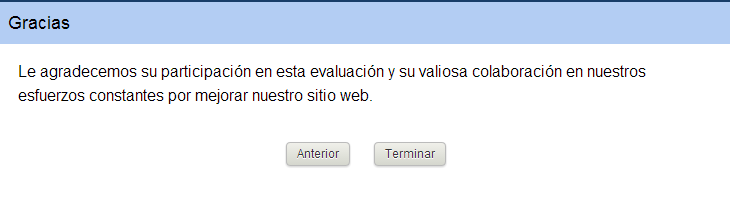 Gracias
Le agradecemos su participación en esta evaluación y su valiosa colaboración en nuestros
esfuerzos constantes por mejorar nuestro sitio web.
Anterior Terminar